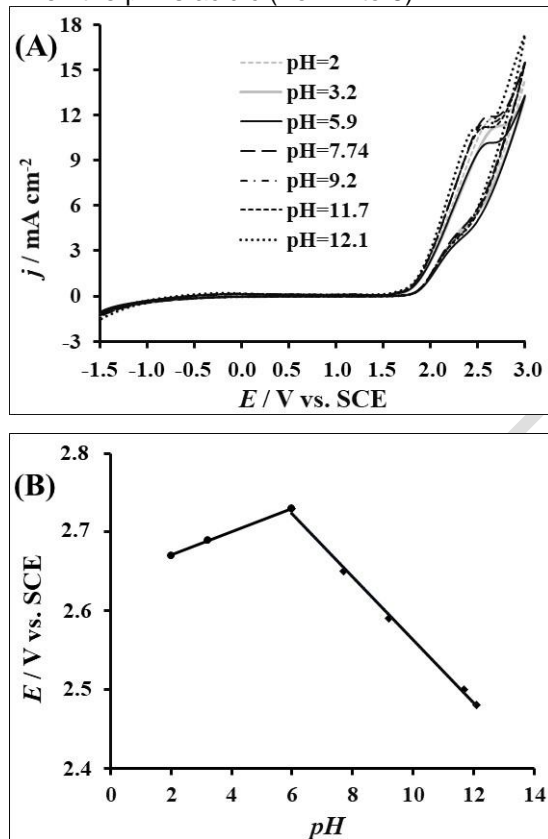 (A)
18
15
12
9
6
3
0
-3
j / mA cm-2
pH=2
pH=3.2
pH=5.9
pH=7.74
pH=9.2
pH=11.7
pH=12.1
-1.5 -1.0 -0.5 0.0 0.5 1.0 1.5 2.0 2.5 3.0
E / V vs. SCE
(B)
2.8
2.7
2.6
2.5
2.4
E / V vs. SCE
0 2 4 6 8 10 12 14
pH